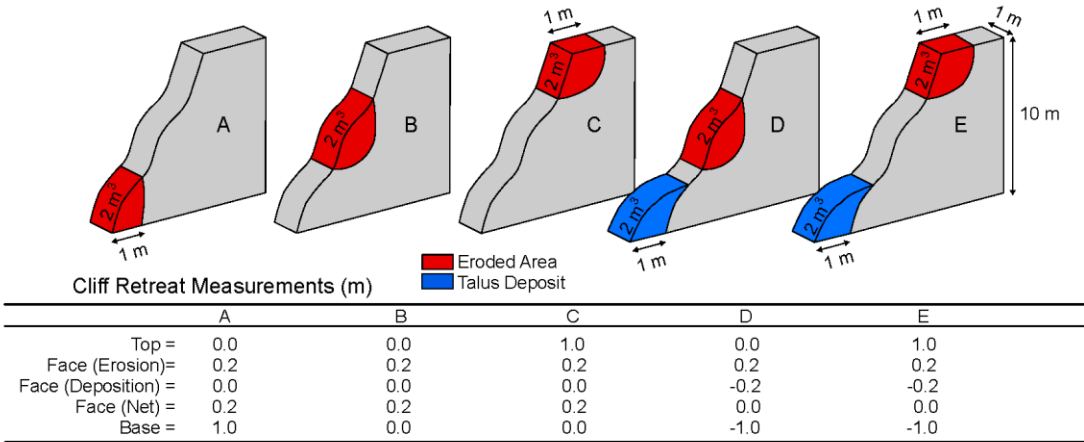 1 m
1 m
1 m
2 m³
2 m³
2 m³
2 m³
2 m³
A
B
C
D
E
10 m
2 m³
2 m³
1 m
1 m
1 m
Eroded Area
Talus Deposit
Cliff Retreat Measurements (m)
A B C D E
Top = 0.0 0.0 1.0 0.0 1.0
Face (Erosion)= 0.2 0.2 0.2 0.2 0.2
Face (Deposition) = 0.0 0.0 0.0 -0.2 -0.2
Face (Net) = 0.2 0.2 0.2 0.0 0.0
Base = 1.0 0.0 0.0 -1.0 -1.0